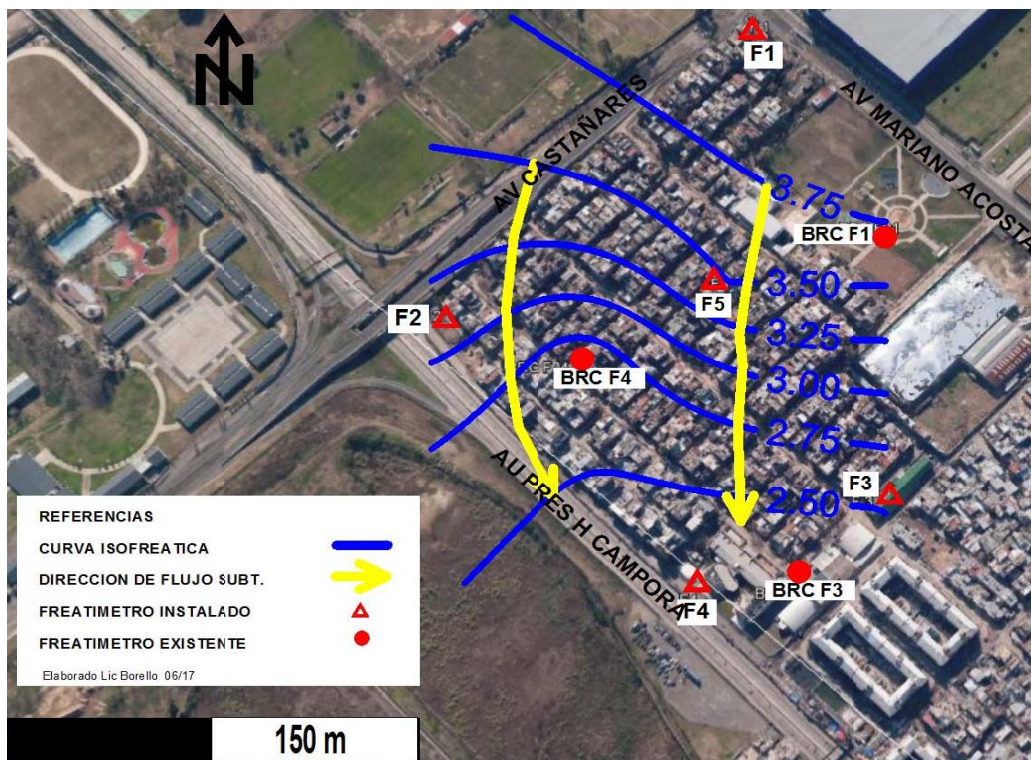 N
F1
AV CASTAÑARES
AV MARIANO ACOSTA
3.75
BRC F1
3.50
F5
F2
3.25
BRC F4
3.00
2.75
F3
2.50
AU PRES H CAMPORA
F4
BRC F3
REFERENCIAS
CURVA ISOFREATICA
DIRECCION DE FLUJO SUBT.
FREATIMETRO INSTALADO
FREATIMETRO EXISTENTE
Elaborado Lic Borello 06/17
150 m